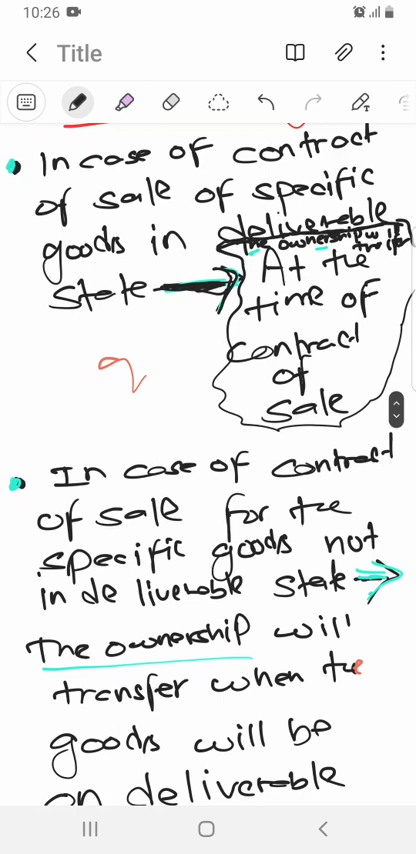 10:26
Title
In case of contract
of sale of specific
goods in deliverable
the ownership will
state
At the
time of
contract
of
sale
In case of contract
of sale for the
specific goods not
in deliverable state
The ownership will
transfer when the
goods will be
on deliverable